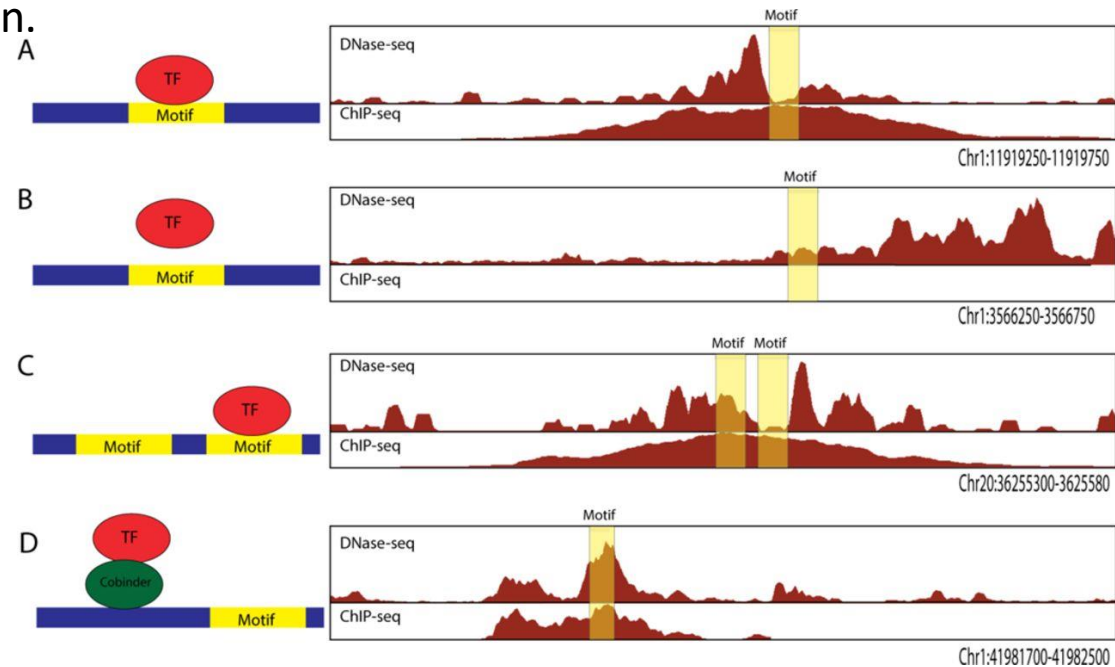 n.
A
TF
Motif
Motif
DNase-seq
ChIP-seq
Chr1:11919250-11919750
B
TF
Motif
Motif
DNase-seq
ChIP-seq
Chr1:3566250-3566750
C
TF
Motif Motif
Motif Motif
DNase-seq
ChIP-seq
Chr20:36255300-3625580
D
TF
Cobinder
Motif
Motif
DNase-seq
ChIP-seq
Chr1:41981700-41982500